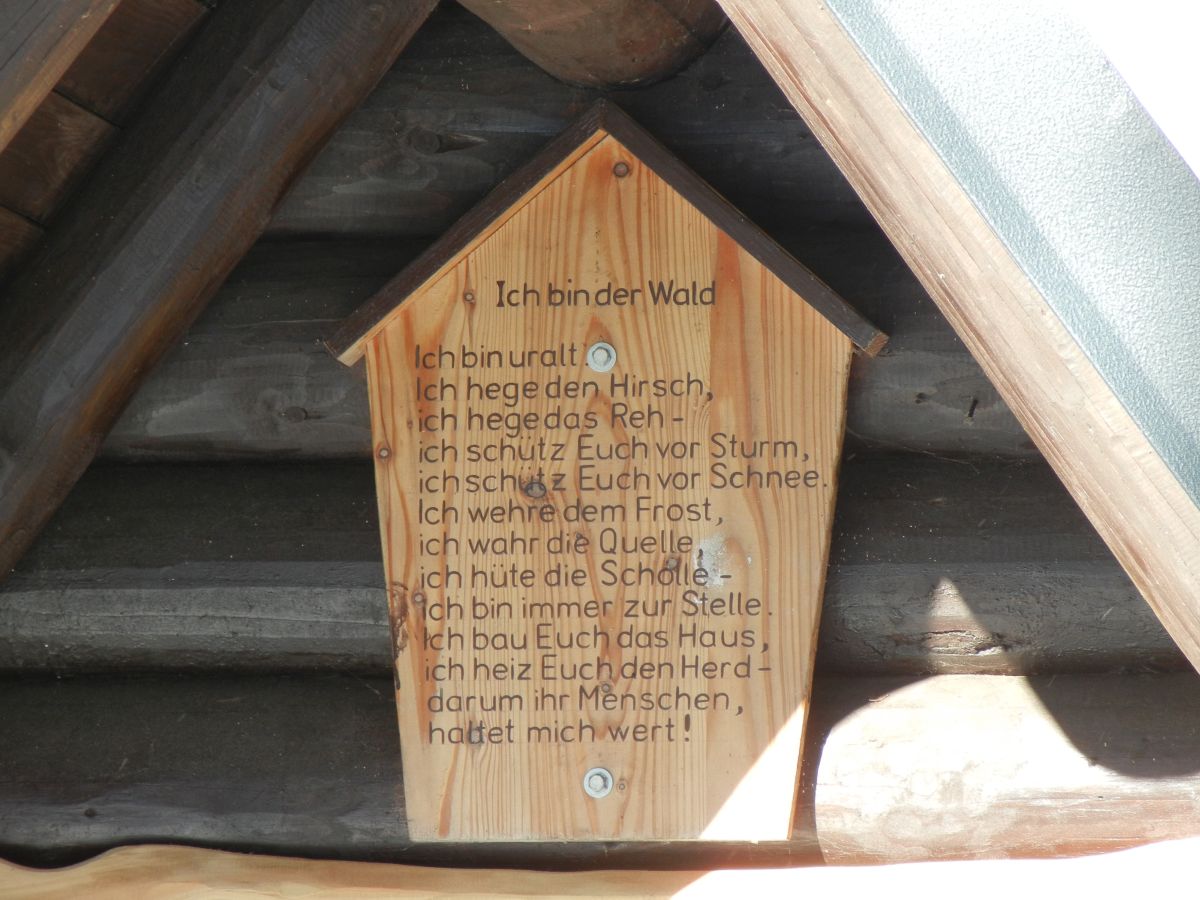 Ich bin der Wald
Ich bin uralt.
Ich hege den Hirsch,
ich hege das Reh -
ich schütz Euch vor Sturm,
ich schütz Euch vor Schnee.
Ich wehre dem Frost,
ich wahr die Quelle,
ich hüte die Scholle -
ich bin immer zur Stelle.
Ich bau Euch das Haus,
ich heiz Euch den Herd -
darum ihr Menschen,
haltet mich wert!